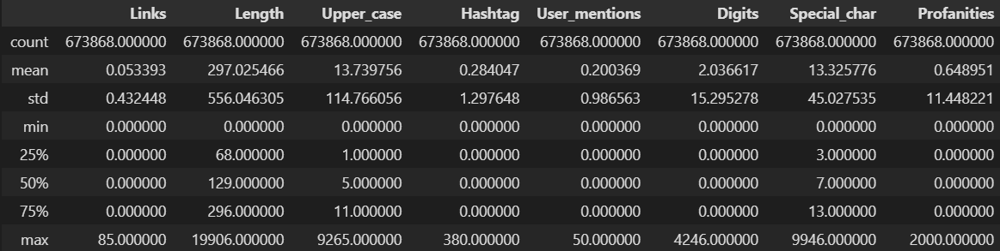 Links Length Upper_case Hashtag User_mentions Digits Special_char Profanities
count 673868.000000 673868.000000 673868.000000 673868.000000 673868.000000 673868.000000 673868.000000 673868.000000
mean 0.053393 297.025466 13.739756 0.284047 0.200369 2.036617 13.325776 0.648951
std 0.432448 556.046305 114.766056 1.297648 0.986563 15.295278 45.027535 11.448221
min 0.000000 0.000000 0.000000 0.000000 0.000000 0.000000 0.000000 0.000000
25% 0.000000 68.000000 1.000000 0.000000 0.000000 0.000000 3.000000 0.000000
50% 0.000000 129.000000 5.000000 0.000000 0.000000 0.000000 7.000000 0.000000
75% 0.000000 296.000000 11.000000 0.000000 0.000000 0.000000 13.000000 0.000000
max 85.000000 19906.000000 9265.000000 380.000000 50.000000 4246.000000 9946.000000 2000.000000